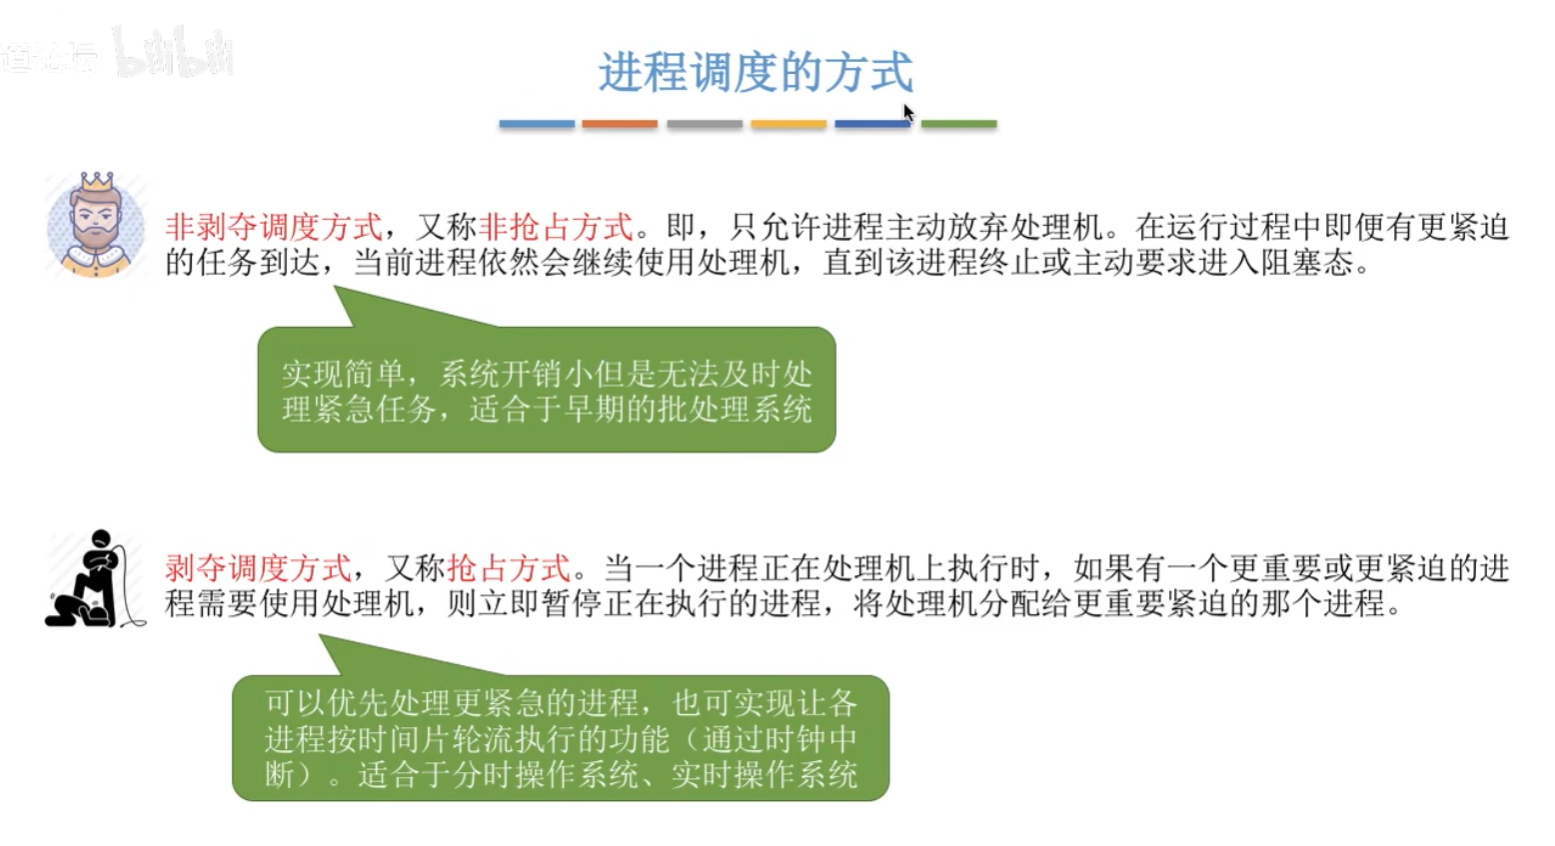 道论坛 bilibili
进程调度的方式
非剥夺调度方式，又称非抢占方式。即，只允许进程主动放弃处理机。在运行过程中即便有更紧迫
的任务到达，当前进程依然会继续使用处理机，直到该进程终止或主动要求进入阻塞态。
实现简单，系统开销小但是无法及时处
理紧急任务，适合于早期的批处理系统
剥夺调度方式，又称抢占方式。当一个进程正在处理机上执行时，如果有一个更重要或更紧迫的进
程需要使用处理机，则立即暂停正在执行的进程，将处理机分配给更重要紧迫的那个进程。
可以优先处理更紧急的进程，也可实现让各
进程按时间片轮流执行的功能（通过时钟中
断）。适合于分时操作系统、实时操作系统